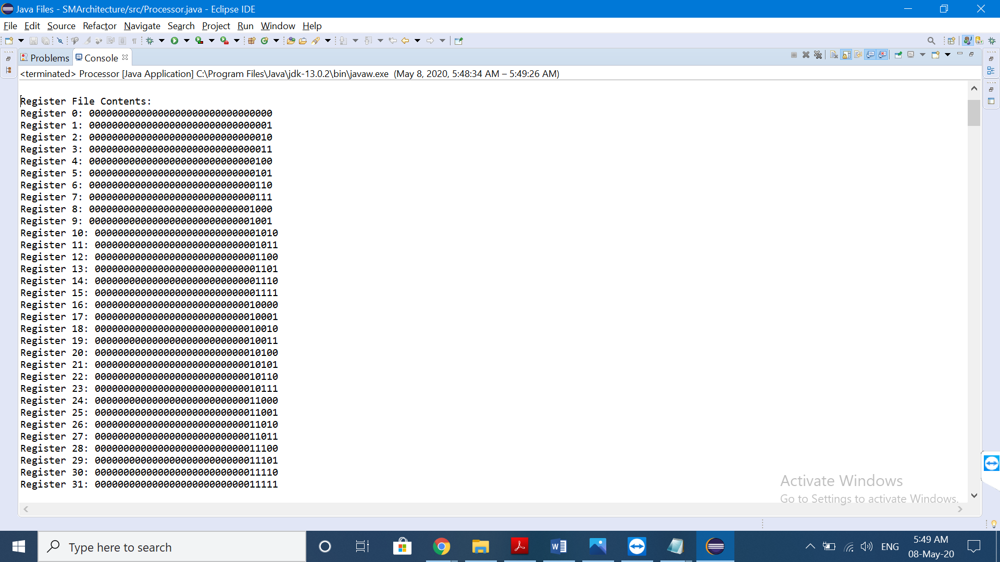 Java Files - SMArchitecture/src/Processor.java - Eclipse IDE
File Edit Source Refactor Navigate Search Project Run Window Help
Problems Console
<terminated> Processor [Java Application] C:\Program Files\Java\jdk-13.0.2\bin\javaw.exe (May 8, 2020, 5:48:34 AM – 5:49:26 AM)
Register File Contents:
Register 0: 00000000000000000000000000000000
Register 1: 00000000000000000000000000000001
Register 2: 00000000000000000000000000000010
Register 3: 00000000000000000000000000000011
Register 4: 00000000000000000000000000000100
Register 5: 00000000000000000000000000000101
Register 6: 00000000000000000000000000000110
Register 7: 00000000000000000000000000000111
Register 8: 00000000000000000000000000001000
Register 9: 00000000000000000000000000001001
Register 10: 00000000000000000000000000001010
Register 11: 00000000000000000000000000001011
Register 12: 00000000000000000000000000001100
Register 13: 00000000000000000000000000001101
Register 14: 00000000000000000000000000001110
Register 15: 00000000000000000000000000001111
Register 16: 00000000000000000000000000010000
Register 17: 00000000000000000000000000010001
Register 18: 00000000000000000000000000010010
Register 19: 00000000000000000000000000010011
Register 20: 00000000000000000000000000010100
Register 21: 00000000000000000000000000010101
Register 22: 00000000000000000000000000010110
Register 23: 00000000000000000000000000010111
Register 24: 00000000000000000000000000011000
Register 25: 00000000000000000000000000011001
Register 26: 00000000000000000000000000011010
Register 27: 00000000000000000000000000011011
Register 28: 00000000000000000000000000011100
Register 29: 00000000000000000000000000011101
Register 30: 00000000000000000000000000011110
Register 31: 00000000000000000000000000011111
Activate Windows
Go to Settings to activate Windows.
Type here to search
ENG
5:49 AM
08-May-20